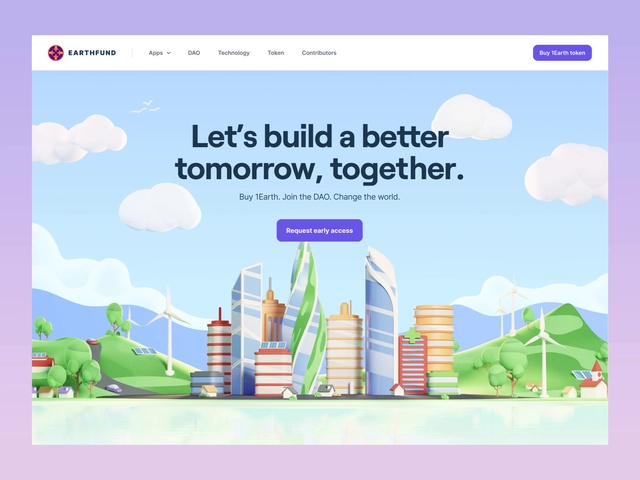 EARTHFUND
Apps
DAO
Technology
Token
Contributors
Buy 1Earth token
Let's build a better
tomorrow, together.
Buy 1Earth. Join the DAO. Change the world.
Request early access